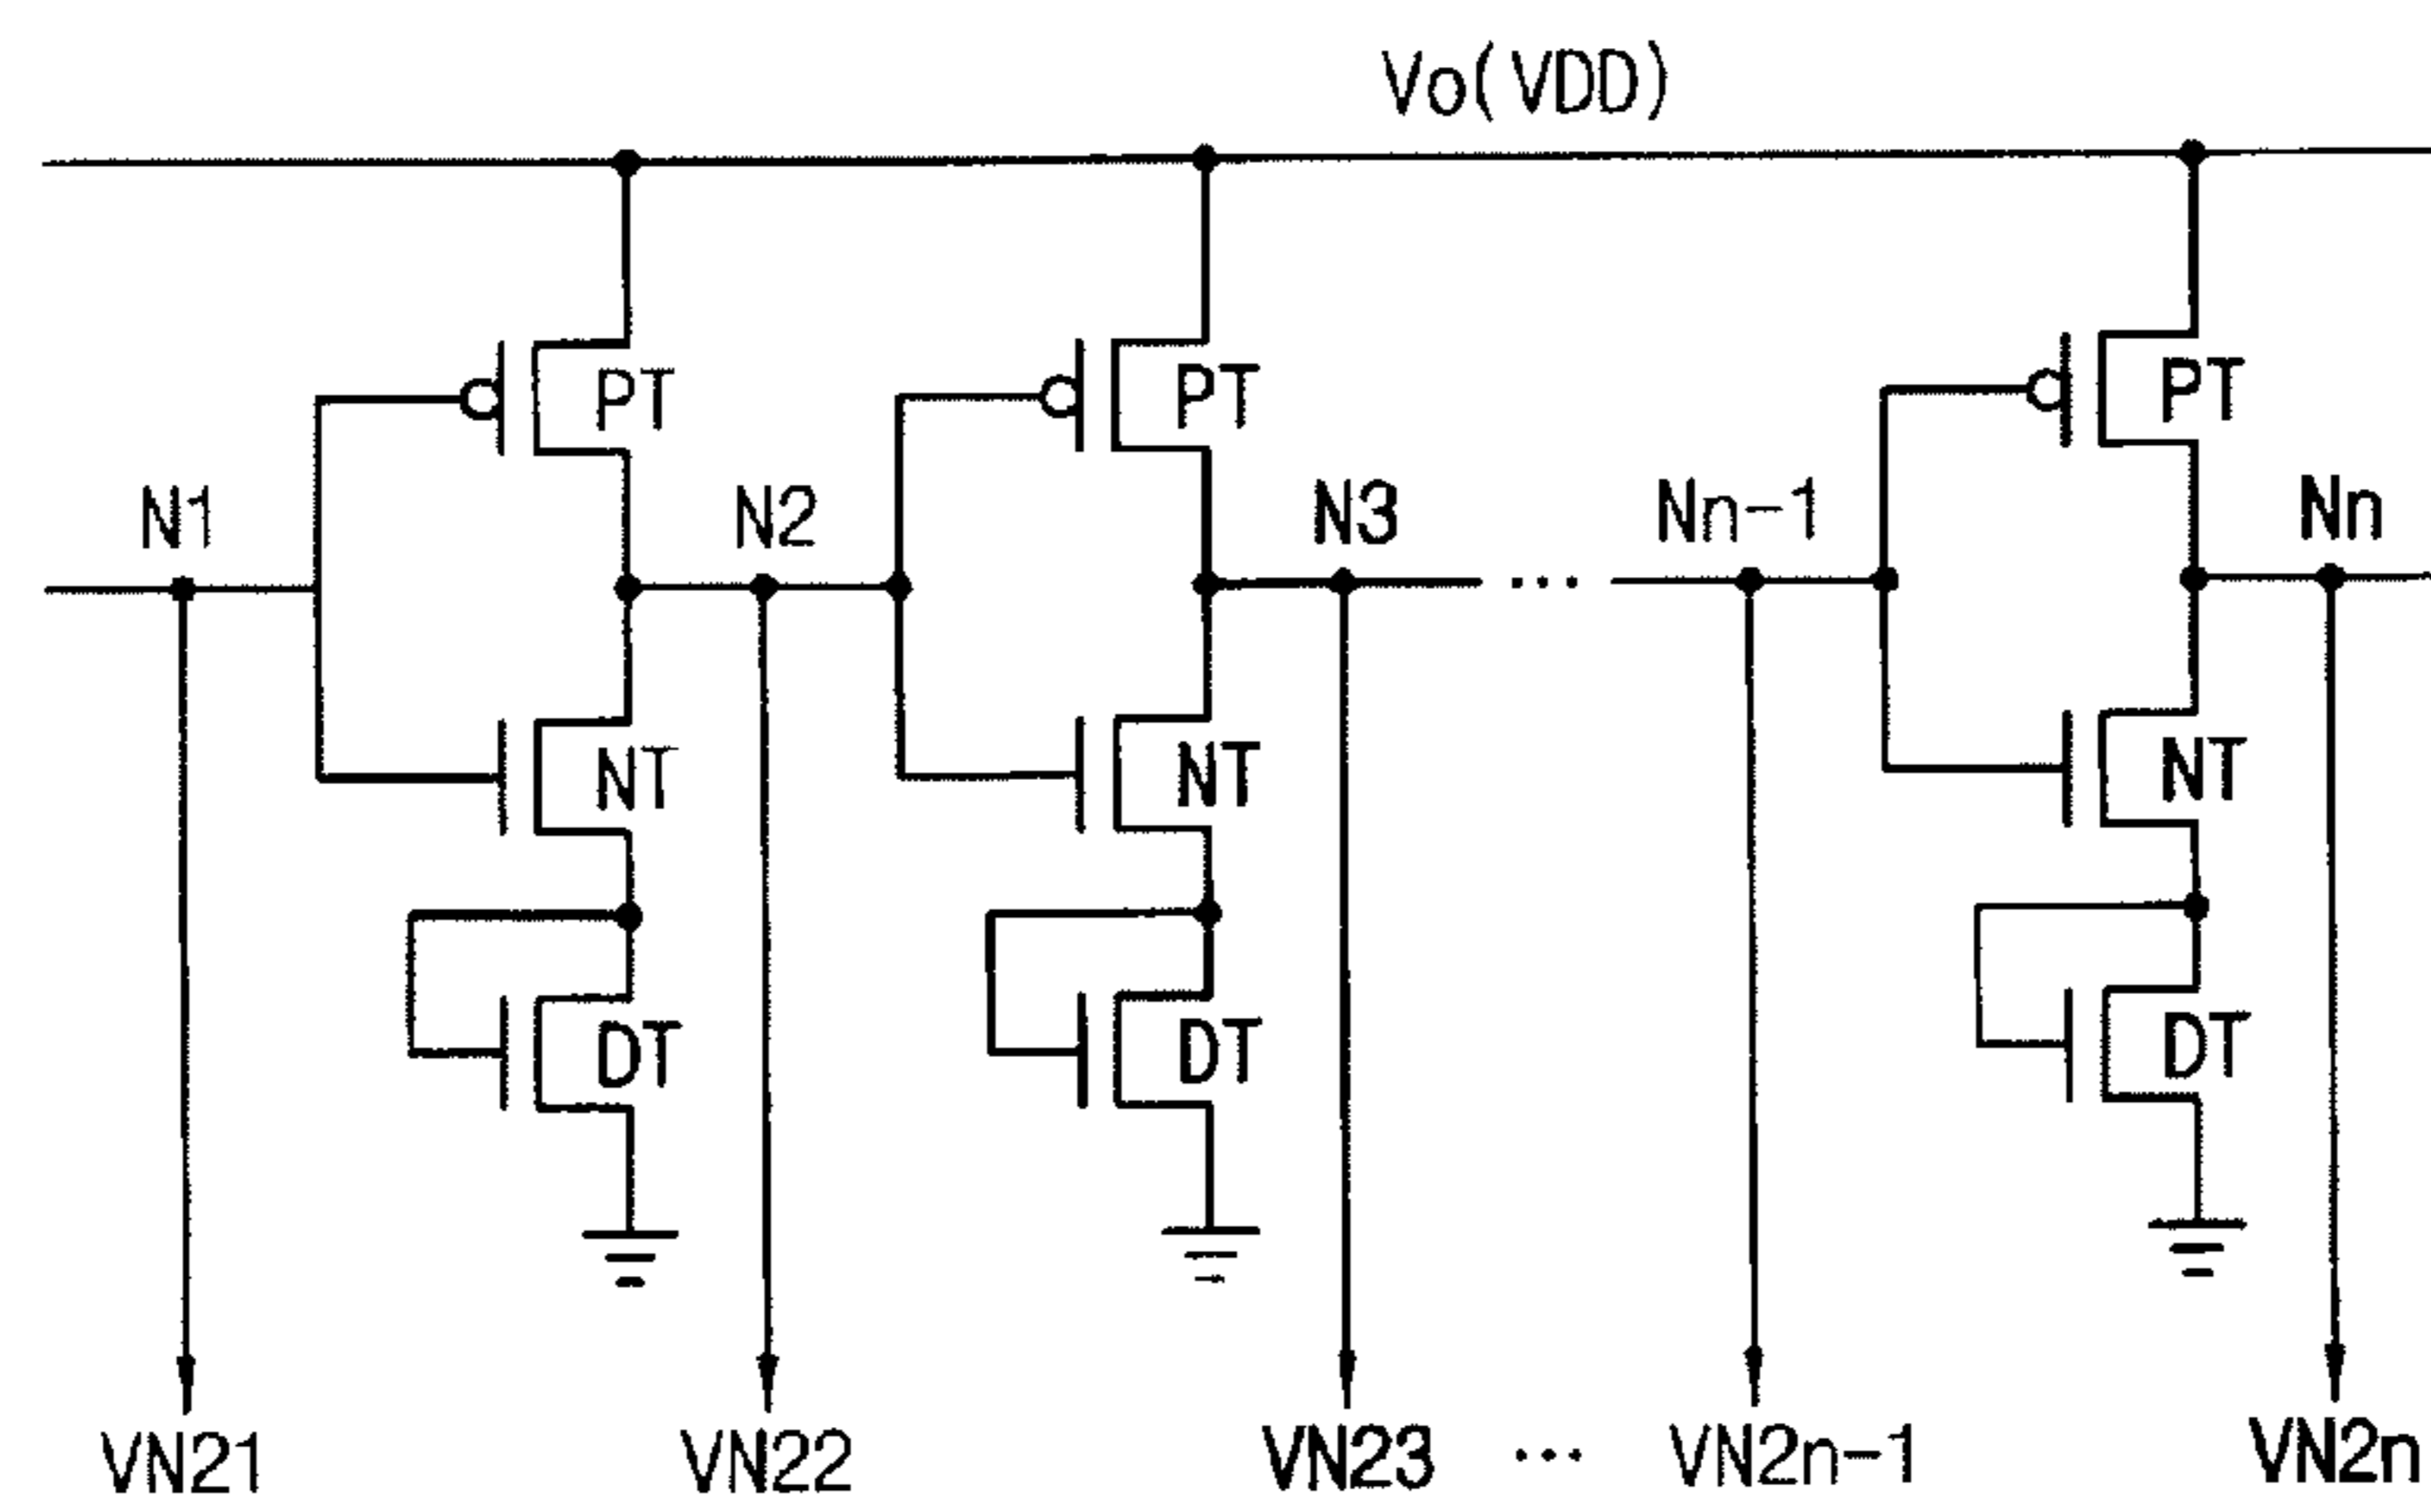 Vo(VDD)
PT PT PT
N1 N2 N3 Nn-1 Nn
NT NT NT
DT DT DT
VN21 VN22 VN23 ... VN2n-1 VN2n